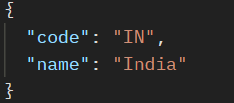 {
  "code": "IN",
  "name": "India"
}